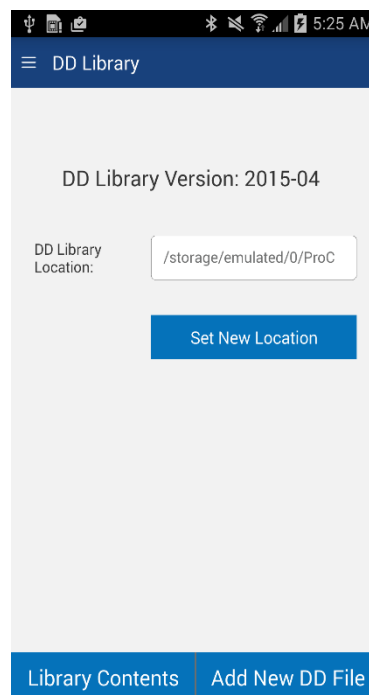 5:25 AM
DD Library
DD Library Version: 2015-04
DD Library
Location:
/storage/emulated/0/ProC
Set New Location
Library Contents
Add New DD File